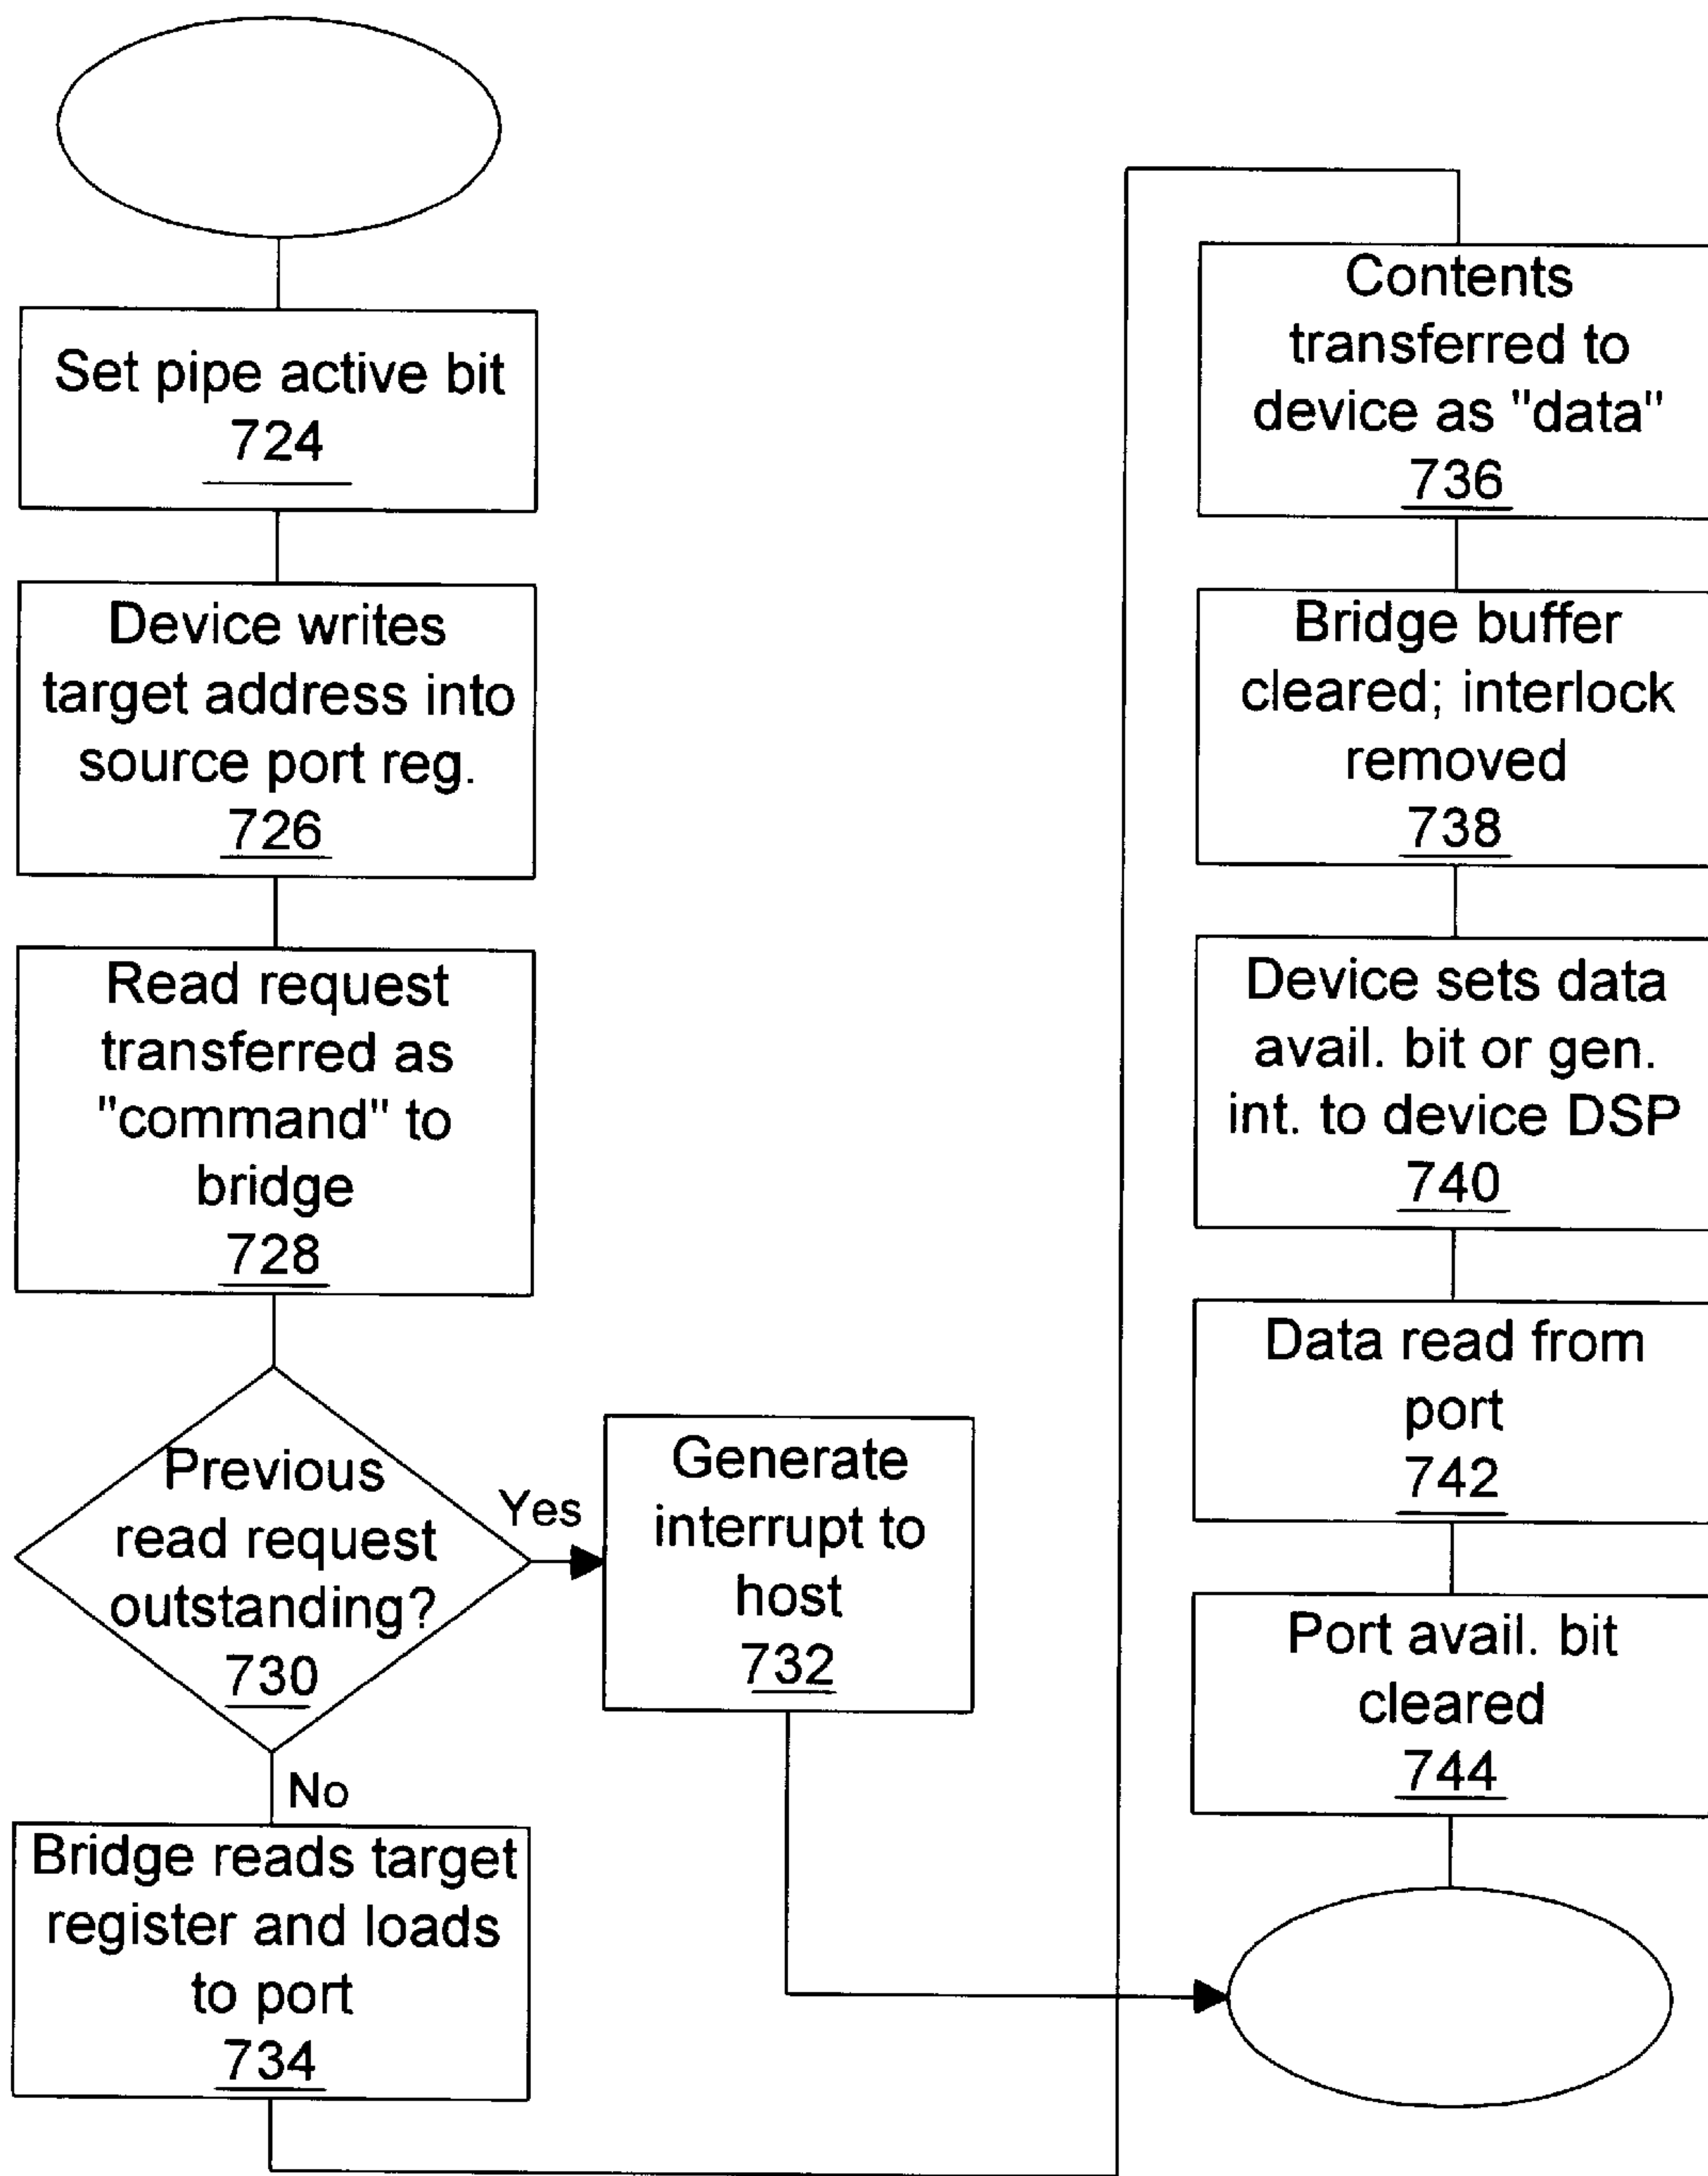 Set pipe active bit
724
Device writes
target address into
source port reg.
726
Read request
transferred as
"command" to
bridge
728
Previous
read request
outstanding?
730
Yes
Generate
interrupt to
host
732
No
Bridge reads target
register and loads
to port
734
Contents
transferred to
device as "data"
736
Bridge buffer
cleared; interlock
removed
738
Device sets data
avail. bit or gen.
int. to device DSP
740
Data read from
port
742
Port avail. bit
cleared
744